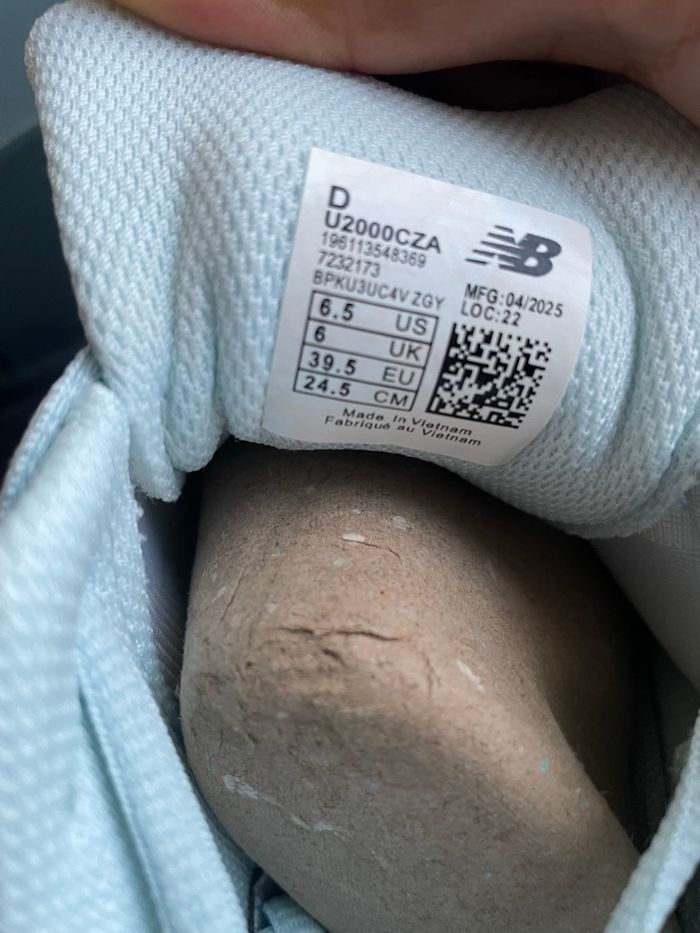 D
U2000CZA
196113548369
7232173
BPKU3UC4V ZGY
NB
MFG:04/2025
LOC:22
6.5 US
6 UK
39.5 EU
24.5 CM
Made in Vietnam
Fabriqué au Vietnam